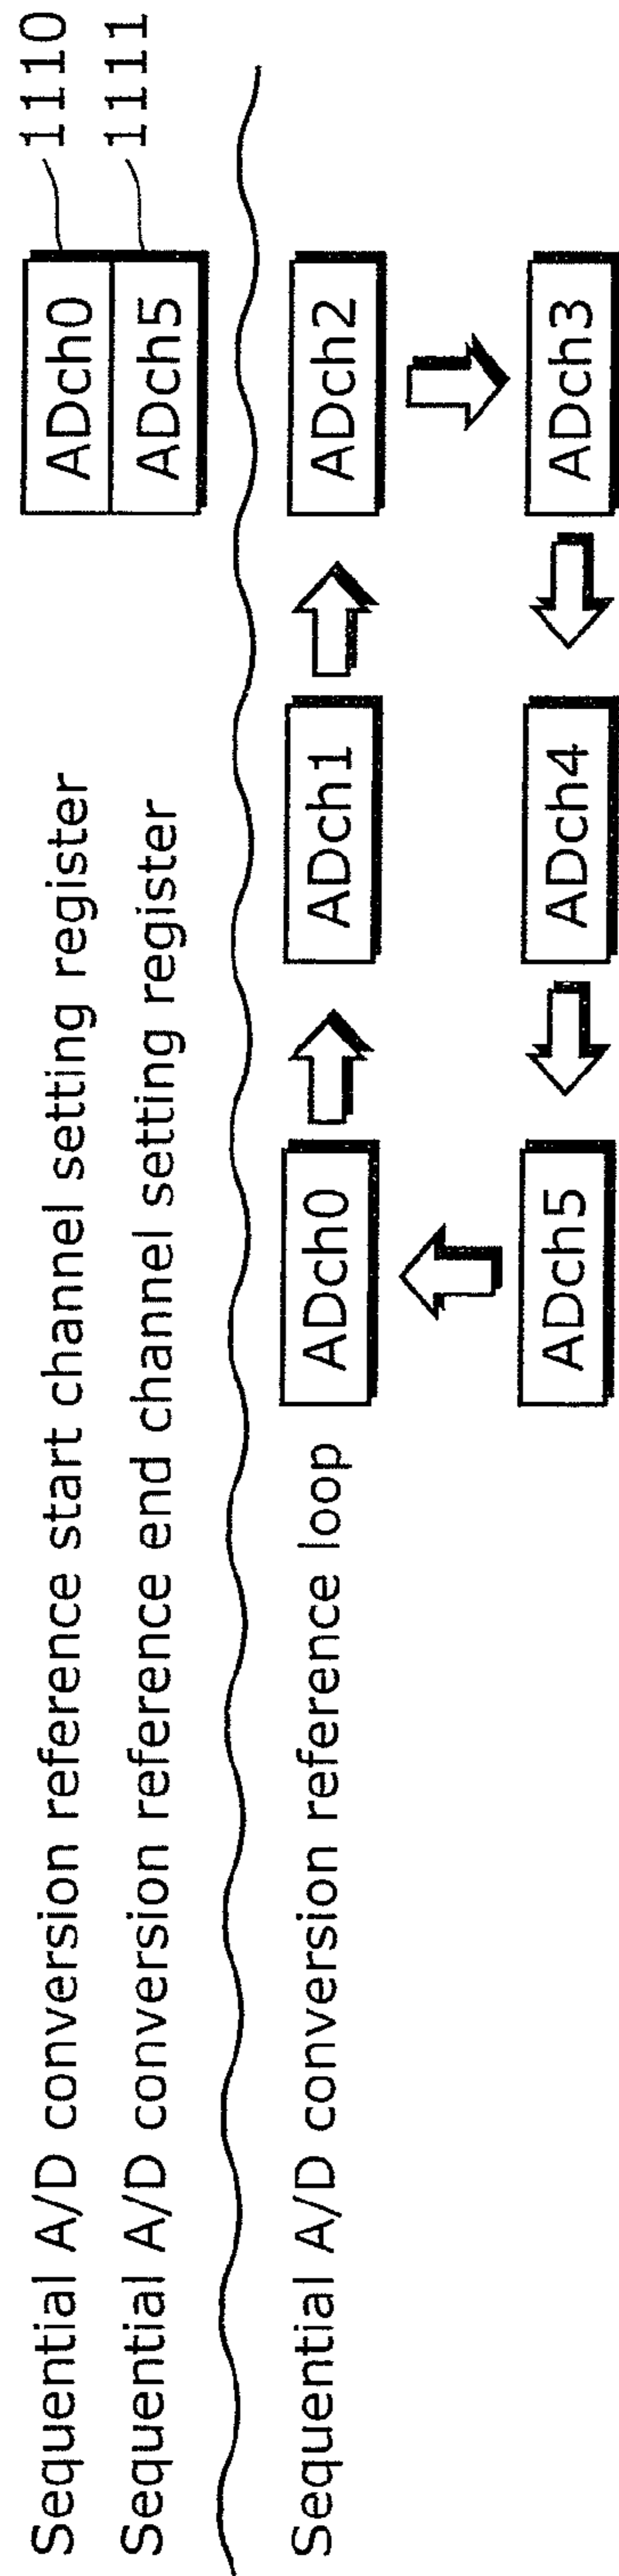 Sequential A/D conversion reference start channel setting register ADch0 1110
Sequential A/D conversion reference end channel setting register ADch5 1111
Sequential A/D conversion reference loop ADch0 ADch1 ADch2
ADch5 ADch4 ADch3